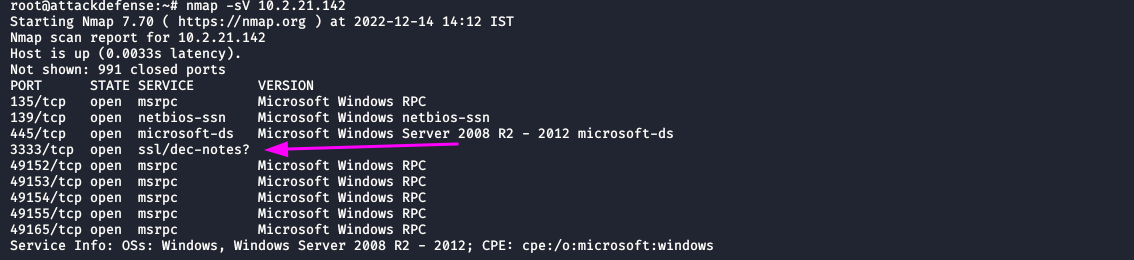 root@attackdefense:~# nmap -sV 10.2.21.142
Starting Nmap 7.70 ( https://nmap.org ) at 2022-12-14 14:12 IST
Nmap scan report for 10.2.21.142
Host is up (0.0033s latency).
Not shown: 991 closed ports
PORT      STATE SERVICE       VERSION
135/tcp   open  msrpc         Microsoft Windows RPC
139/tcp   open  netbios-ssn   Microsoft Windows netbios-ssn
445/tcp   open  microsoft-ds  Microsoft Windows Server 2008 R2 - 2012 microsoft-ds
3333/tcp  open  ssl/dec-notes?
49152/tcp open  msrpc         Microsoft Windows RPC
49153/tcp open  msrpc         Microsoft Windows RPC
49154/tcp open  msrpc         Microsoft Windows RPC
49155/tcp open  msrpc         Microsoft Windows RPC
49165/tcp open  msrpc         Microsoft Windows RPC
Service Info: OSs: Windows, Windows Server 2008 R2 - 2012; CPE: cpe:/o:microsoft:windows